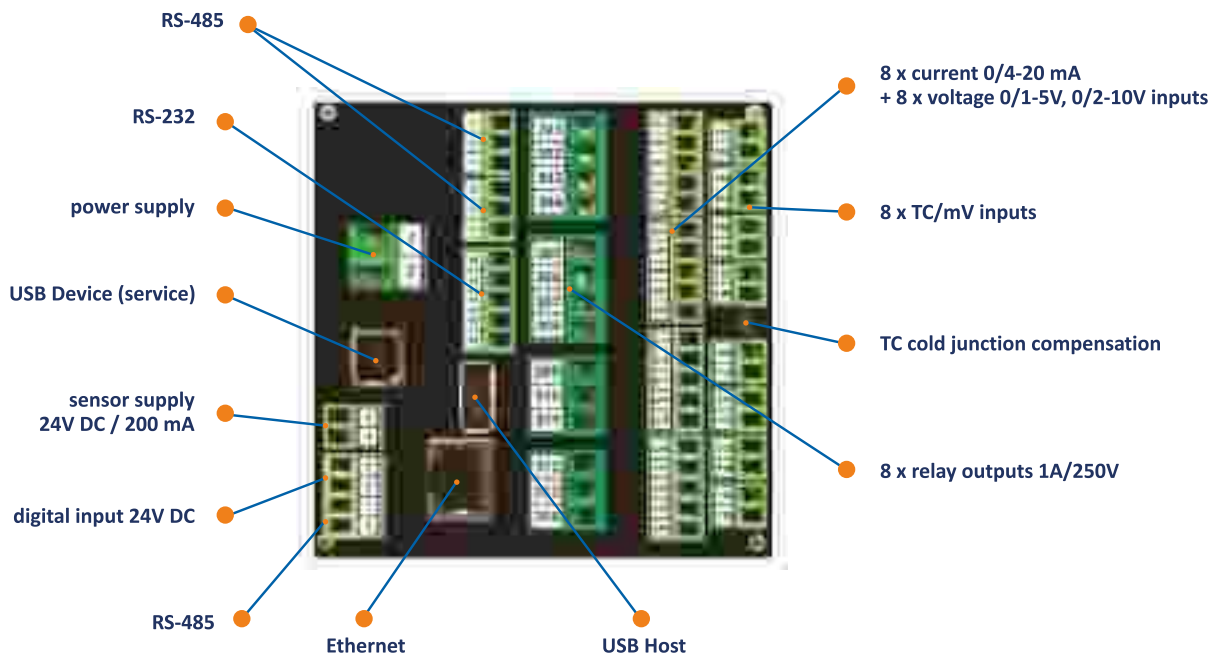 RS-485
RS-232
power supply
USB Device (service)
sensor supply
24V DC / 200 mA
digital input 24V DC
RS-485
Ethernet
USB Host
8 x current 0/4-20 mA
+ 8 x voltage 0/1-5V, 0/2-10V inputs
8 x TC/mV inputs
TC cold junction compensation
8 x relay outputs 1A/250V